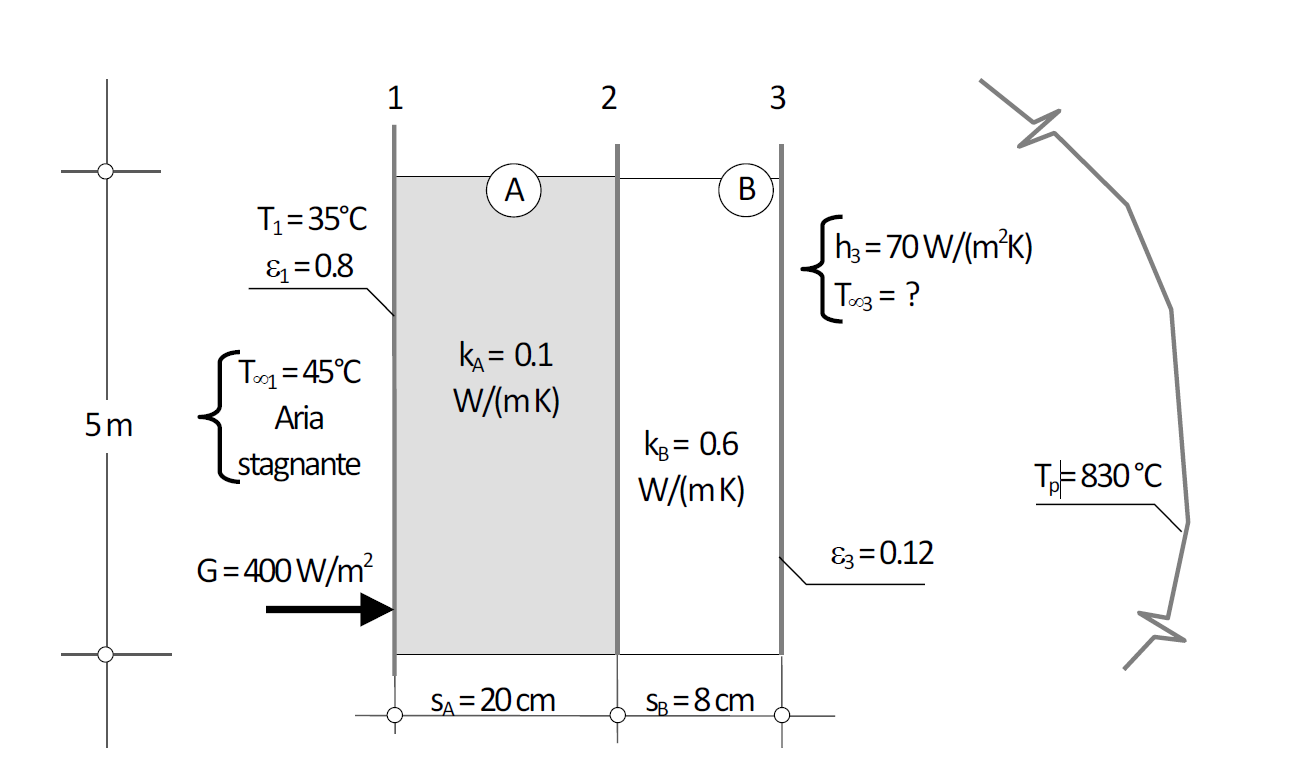 1
2
3
A
B
T₁ = 35°C
ε₁ = 0.8
h₃ = 70 W/(m²K)
T∞₃ = ?
kA = 0.1
W/(m K)
T∞₁ = 45°C
Aria
stagnante
5 m
kB = 0.6
W/(m K)
Tp = 830 °C
ε₃ = 0.12
G = 400 W/m²
sA = 20 cm
sB = 8 cm